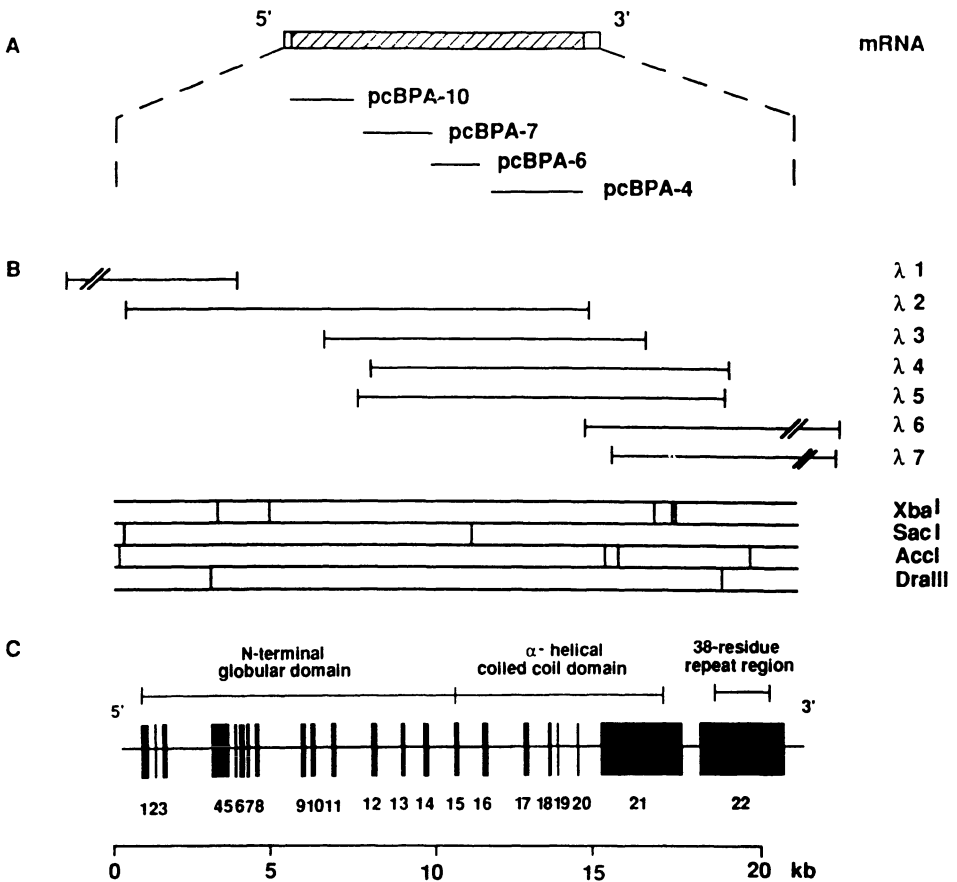 5' 3'
A mRNA
pcBPA-10
pcBPA-7
pcBPA-6
pcBPA-4
B λ 1
λ 2
λ 3
λ 4
λ 5
λ 6
λ 7
XbaI
SacI
AccI
DraIII
C
N-terminal
globular domain
α- helical
coiled coil domain
38-residue
repeat region
5' 3'
123 45678 91011 12 13 14 15 16 17 181920 21 22
0 5 10 15 20 kb